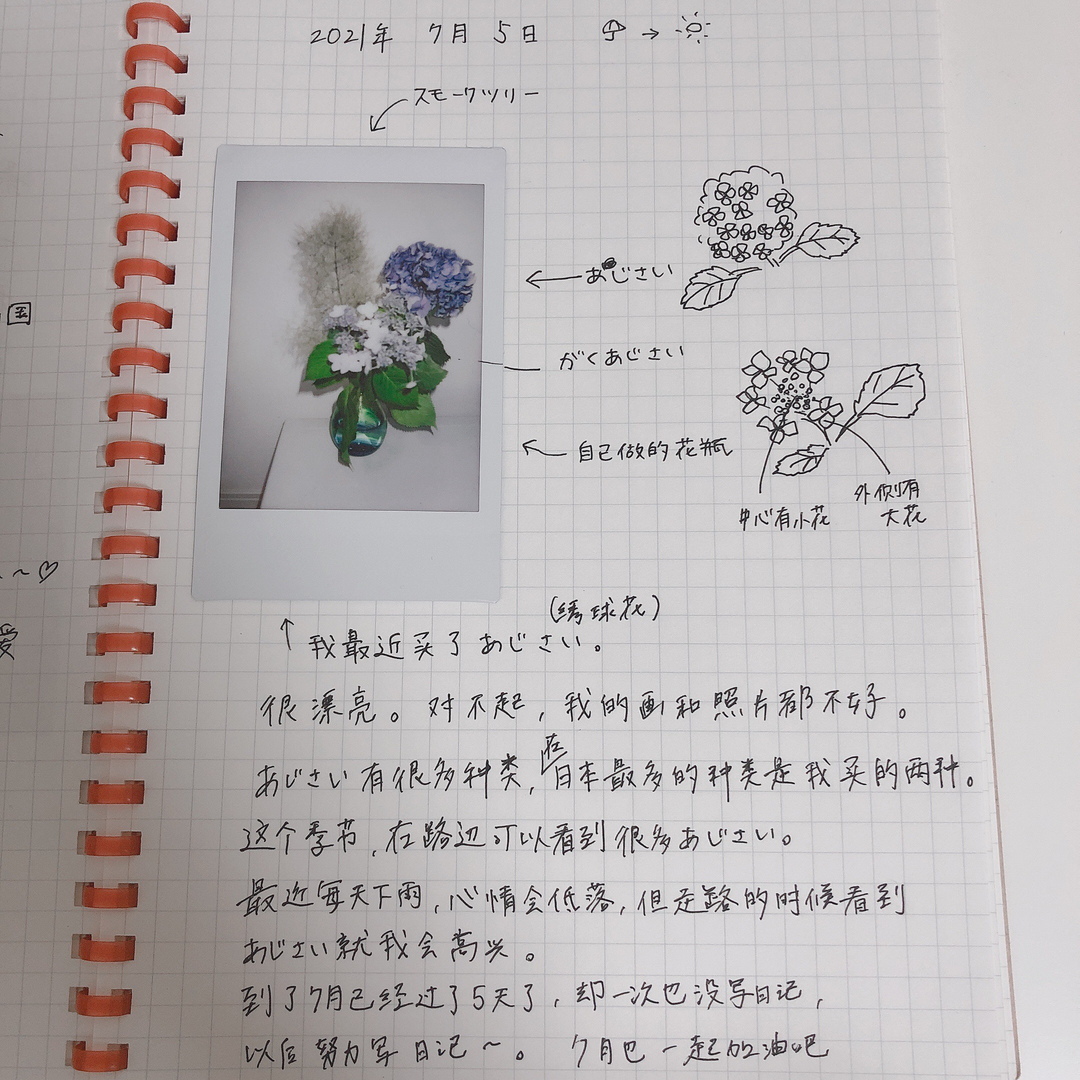 2021年 7月 5日
スモークツリー
あじさい
がくあじさい
自己做的花瓶
中心有小花
外侧有
大花
(绣球花)
我最近买了あじさい。
很漂亮。对不起,我的画和照片都不好。
あじさい有很多种类,在日本最多的种类是我买的两种。
这个季节,在路边可以看到很多あじさい。
最近每天下雨,心情会低落,但走路的时候看到
あじさい就我会高兴。
到了7月已经过了5天了,却一次也没写日记,
以后努力写日记~。 7月也一起加油吧
国
~♡
爱